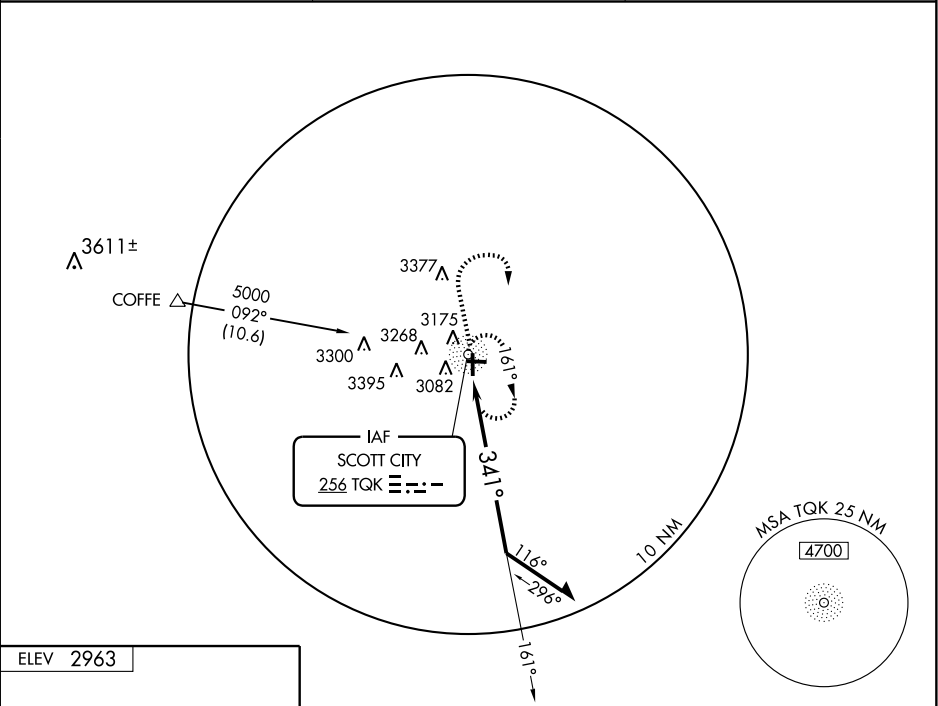 3611±
COFFE
5000
092°
(10.6)
3377
3175
3268
3300
3395
3082
161°
IAF
SCOTT CITY
256 TQK
341°
10 NM
116°
296°
161°
MSA TQK 25 NM
4700
ELEV 2963